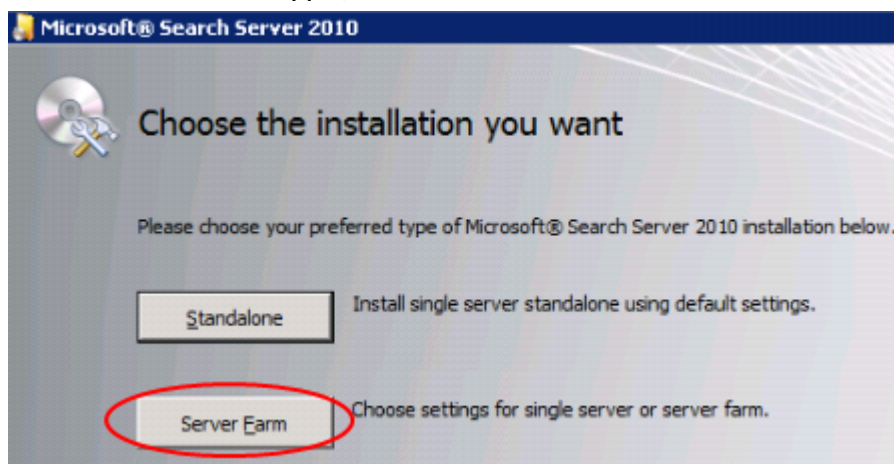 Microsoft® Search Server 2010
Choose the installation you want
Please choose your preferred type of Microsoft® Search Server 2010 installation below.
Standalone
Install single server standalone using default settings.
Server Farm
Choose settings for single server or server farm.